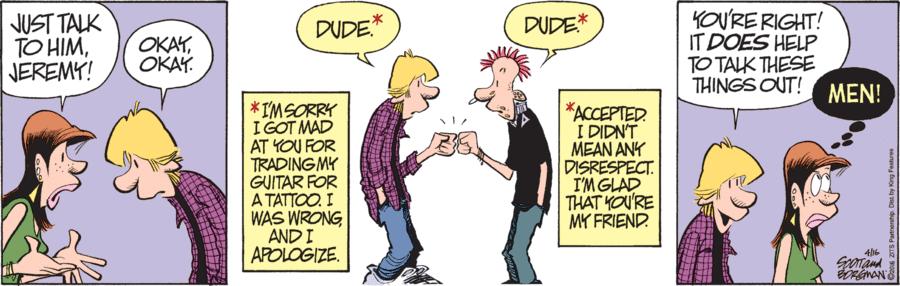 JUST TALK
TO HIM,
JEREMY!
OKAY,
OKAY.
DUDE.*
*I'M SORRY
I GOT MAD
AT YOU FOR
TRADING MY
GUITAR FOR
A TATTOO. I
WAS WRONG,
AND I
APOLOGIZE.
DUDE.*
*ACCEPTED.
I DIDN'T
MEAN ANY
DISRESPECT.
I'M GLAD
THAT YOU'RE
MY FRIEND.
YOU'RE RIGHT!
IT DOES HELP
TO TALK THESE
THINGS OUT!
MEN!
4/16
SCOTT and
BORGMAN
©2016 ZITS Partnership. Dist. by King Features